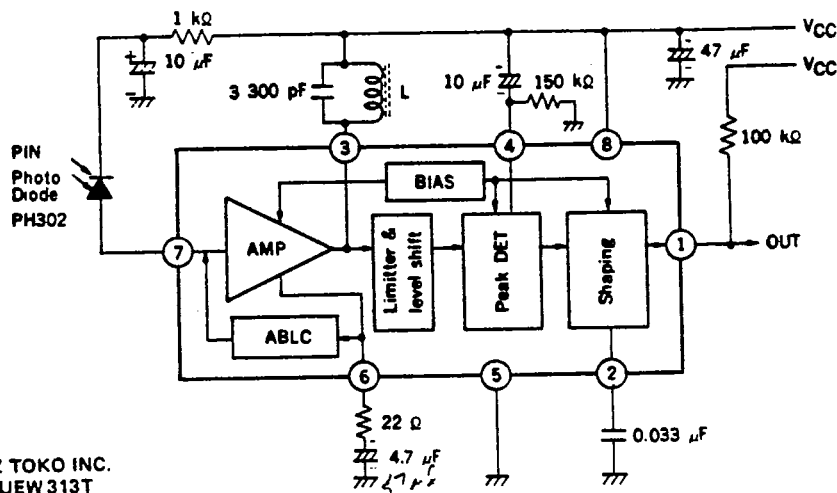 1 kΩ
VCC
+
10 μF
-
3 300 pF
L
10 μF
150 kΩ
47 μF
VCC
100 kΩ
3
4
8
PIN
Photo
Diode
PH302
BIAS
7
AMP
Limitter &
level shift
Peak DET
Shaping
1
OUT
ABLC
6
5
2
22 Ω
4.7 μF
0.033 μF
TOKO INC.
313T